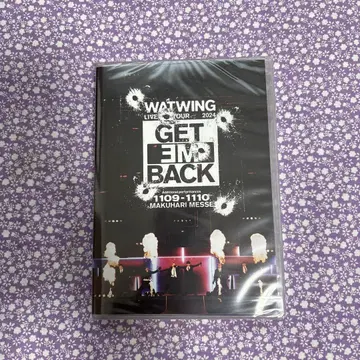 WATWING
LIVE TOUR 2024
GET
EM
BACK
1109-1110
MAKUHARI MESSE